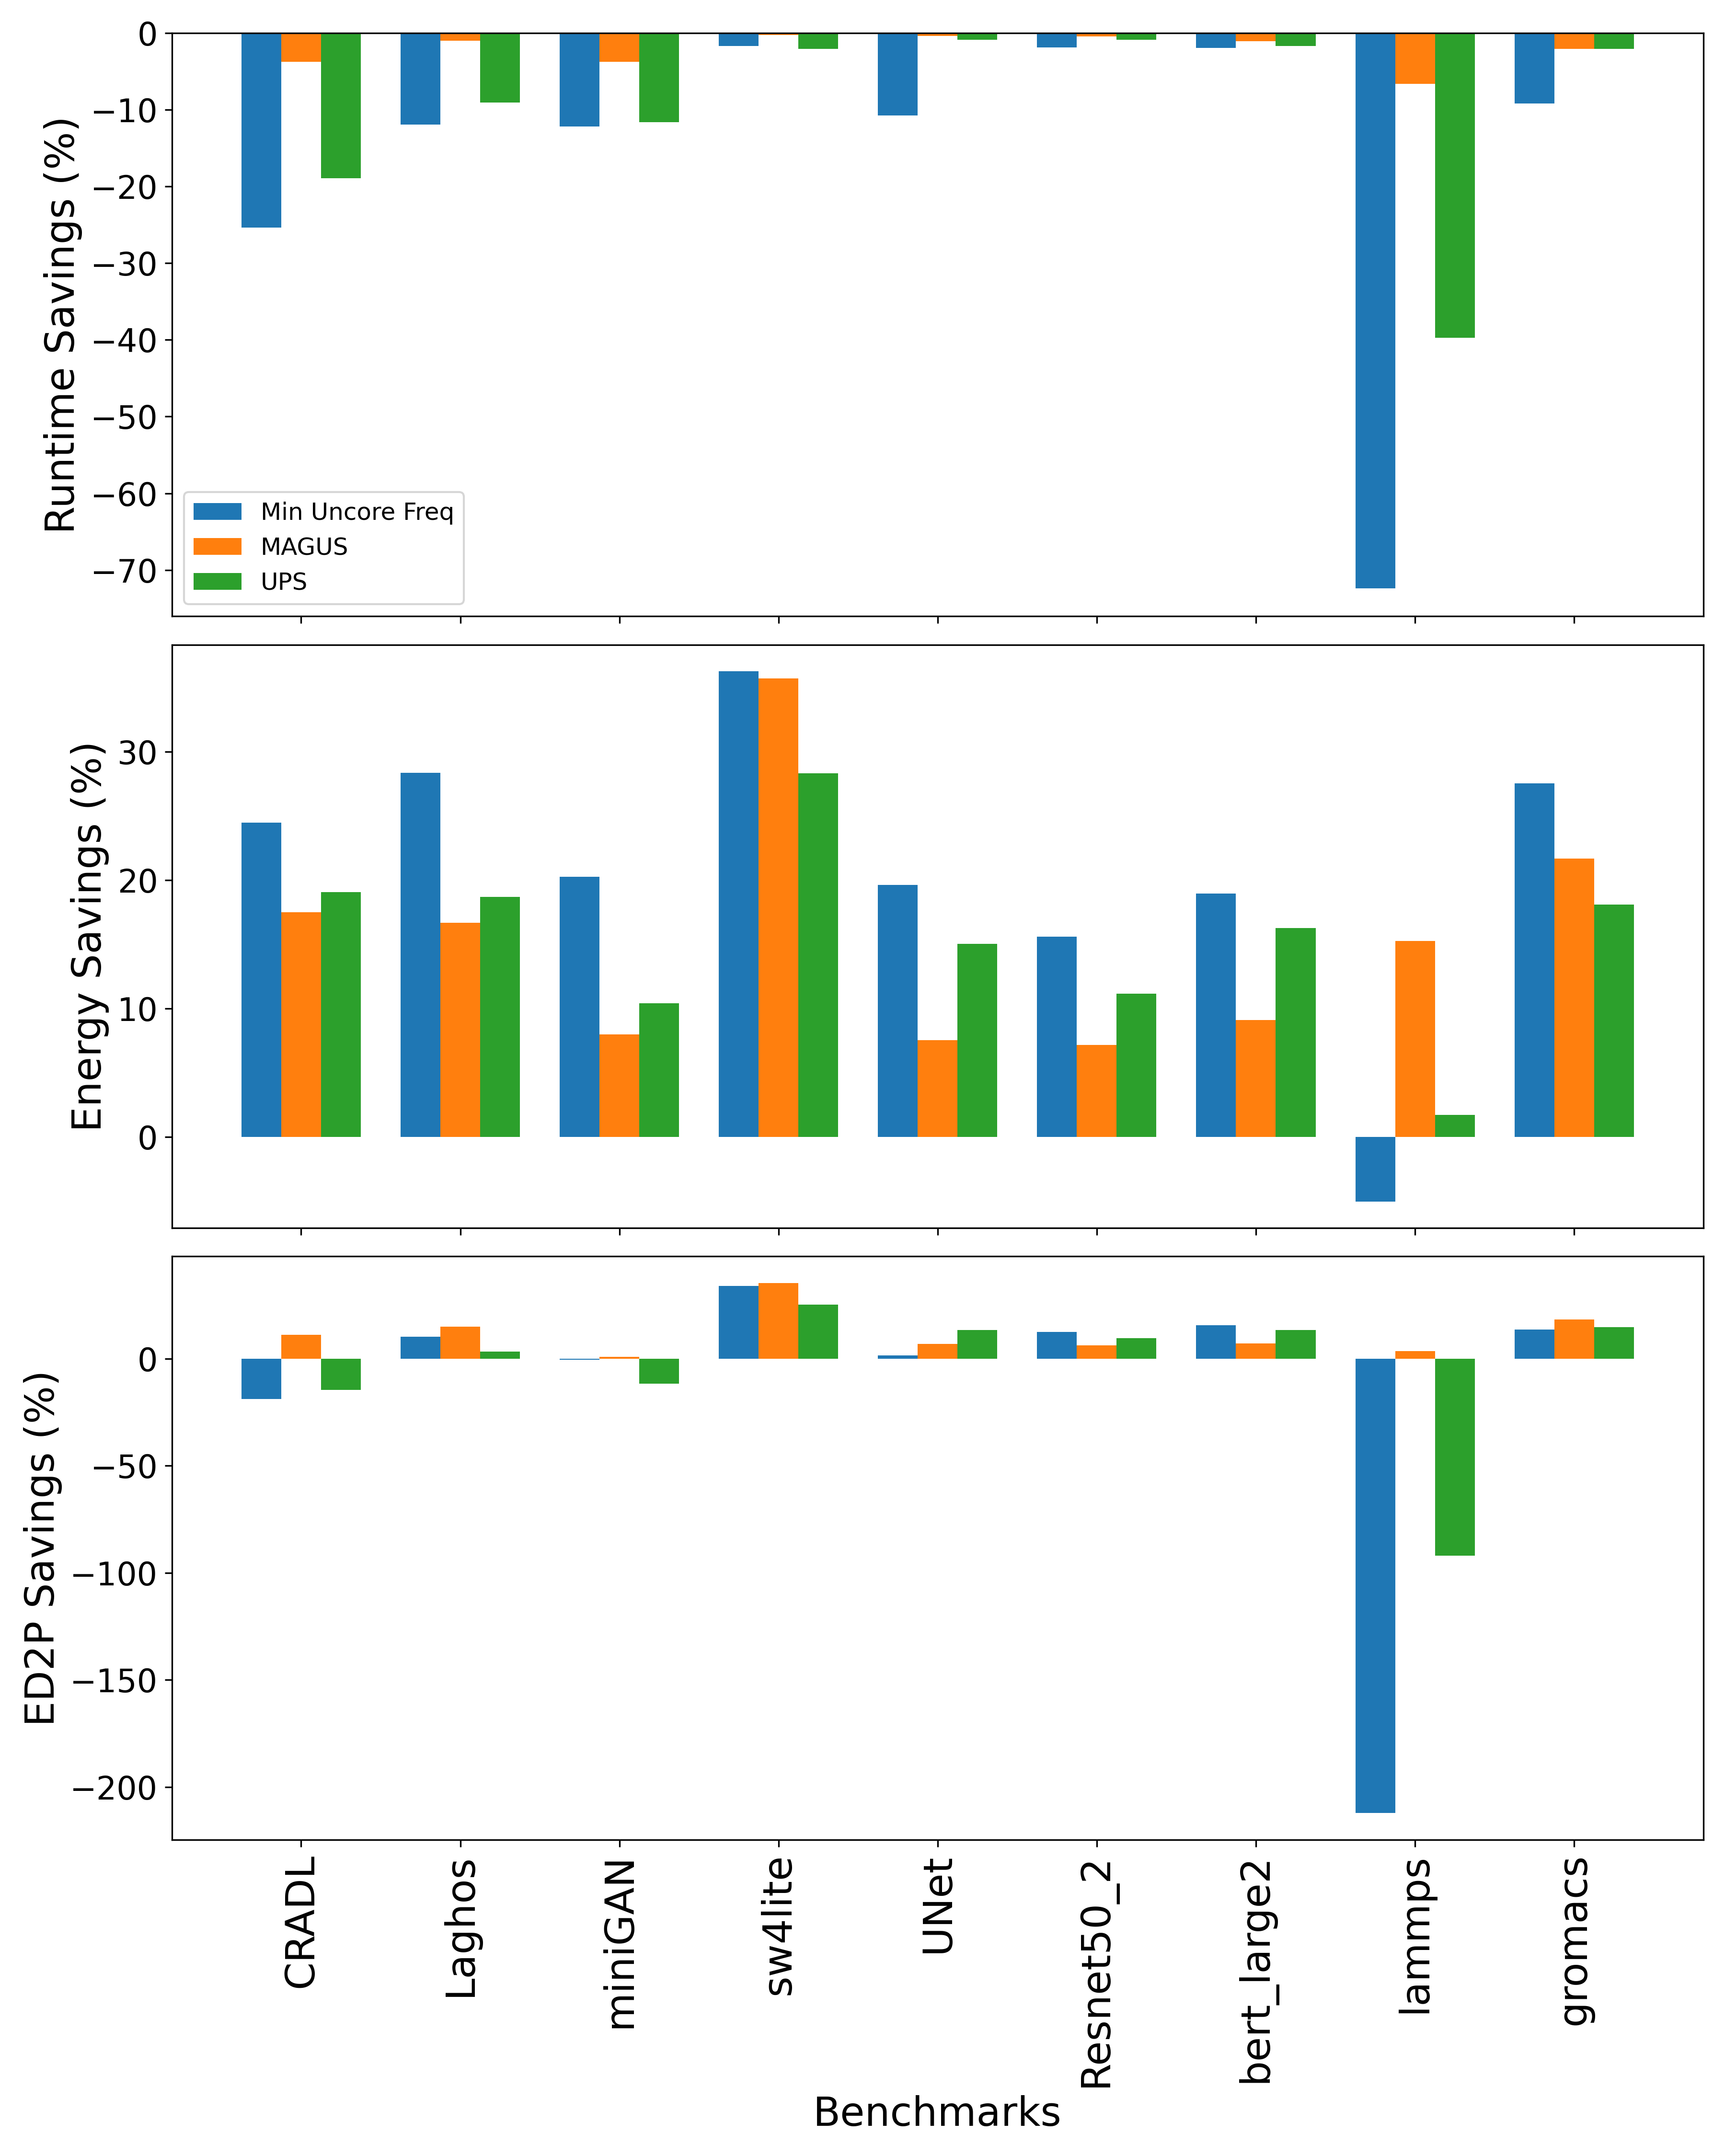 Runtime Savings (%)
0
−10
−20
−30
−40
−50
−60
−70
Min Uncore Freq
MAGUS
UPS
Energy Savings (%)
30
20
10
0
ED2P Savings (%)
0
−50
−100
−150
−200
CRADL
Laghos
miniGAN
sw4lite
UNet
Resnet50_2
bert_large2
lammps
gromacs
Benchmarks